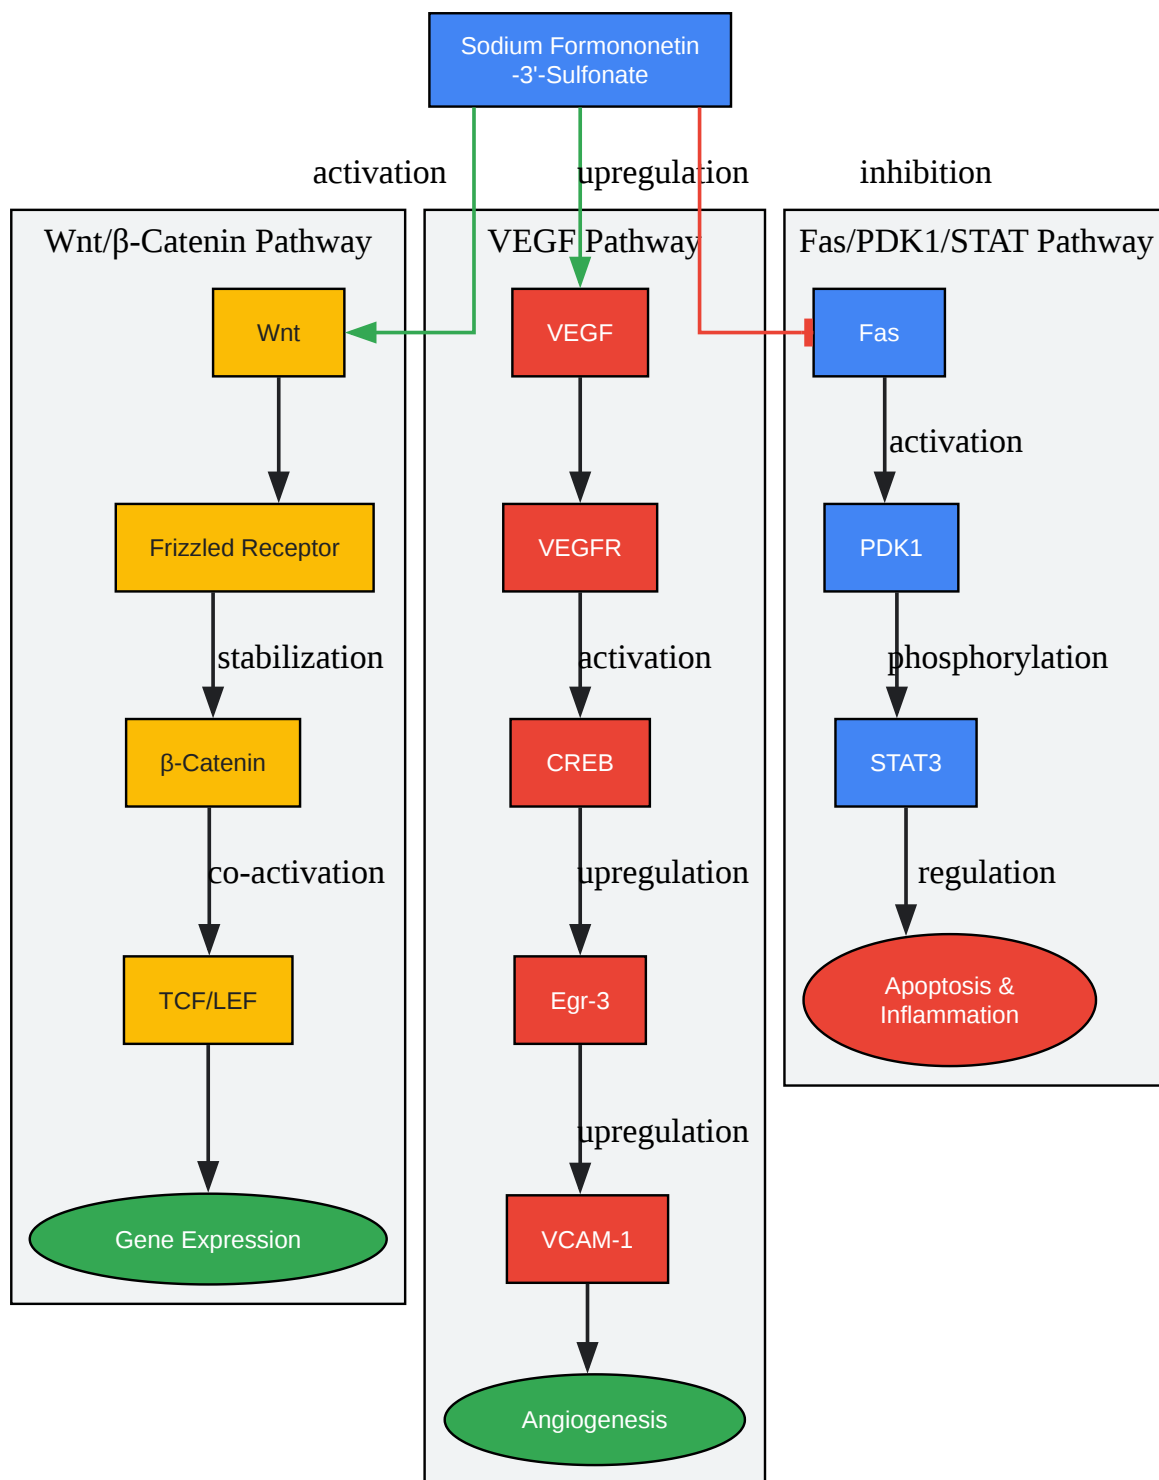 Sodium Formononetin
-3'-Sulfonate
activation
upregulation
inhibition
Wnt/β-Catenin Pathway
VEGF Pathway
Fas/PDK1/STAT Pathway
Wnt
VEGF
Fas
activation
Frizzled Receptor
VEGFR
PDK1
stabilization
activation
phosphorylation
β-Catenin
CREB
STAT3
co-activation
upregulation
regulation
TCF/LEF
Egr-3
Apoptosis &
Inflammation
upregulation
Gene Expression
VCAM-1
Angiogenesis